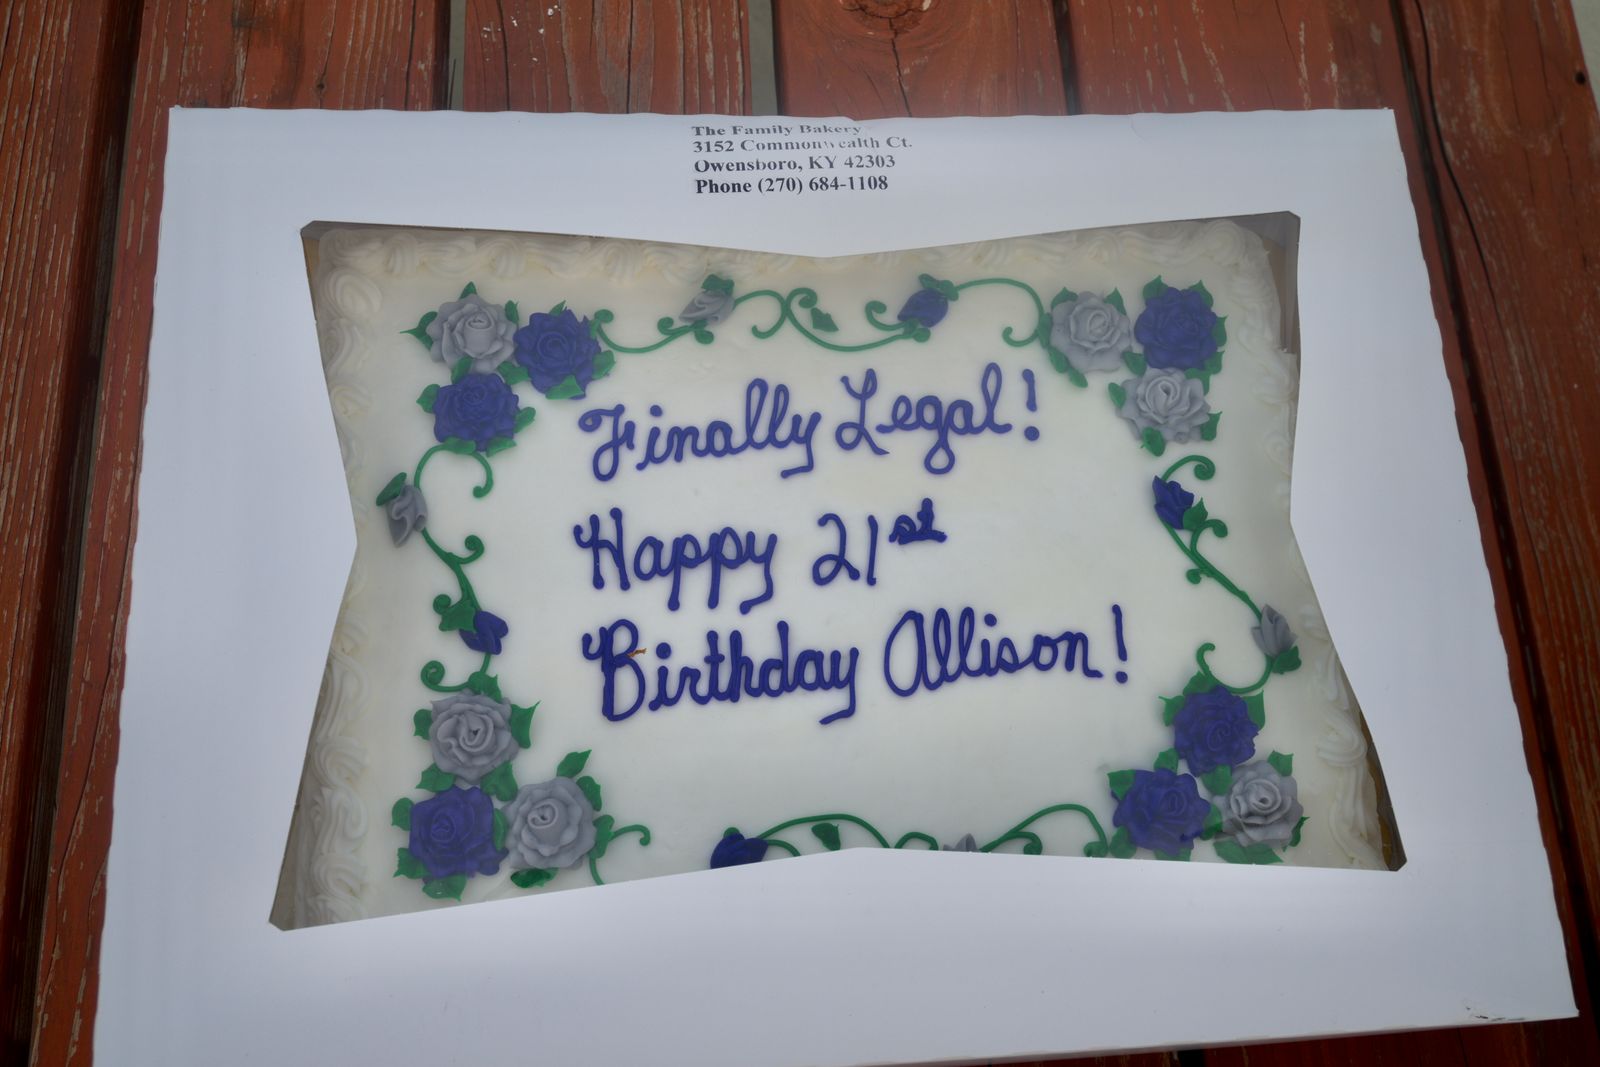 The Family Bakery
3152 Commonwealth Ct.
Owensboro, KY 42303
Phone (270) 684-1108
Finally Legal!
Happy 21st
Birthday Allison!